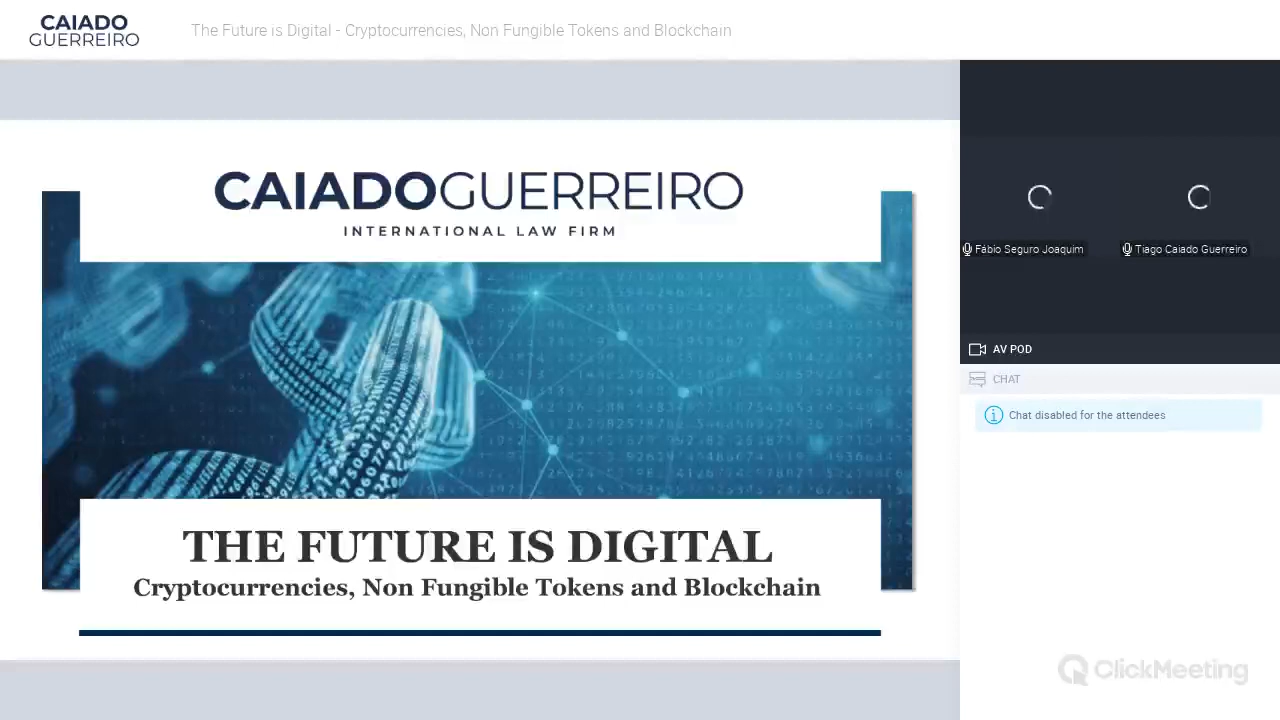 CAIADO
GUERREIRO
The Future is Digital - Cryptocurrencies, Non Fungible Tokens and Blockchain
CAIADOGUERREIRO
INTERNATIONAL LAW FIRM
THE FUTURE IS DIGITAL
Cryptocurrencies, Non Fungible Tokens and Blockchain
Fábio Seguro Joaquim
Tiago Caiado Guerreiro
AV POD
CHAT
Chat disabled for the attendees
ClickMeeting